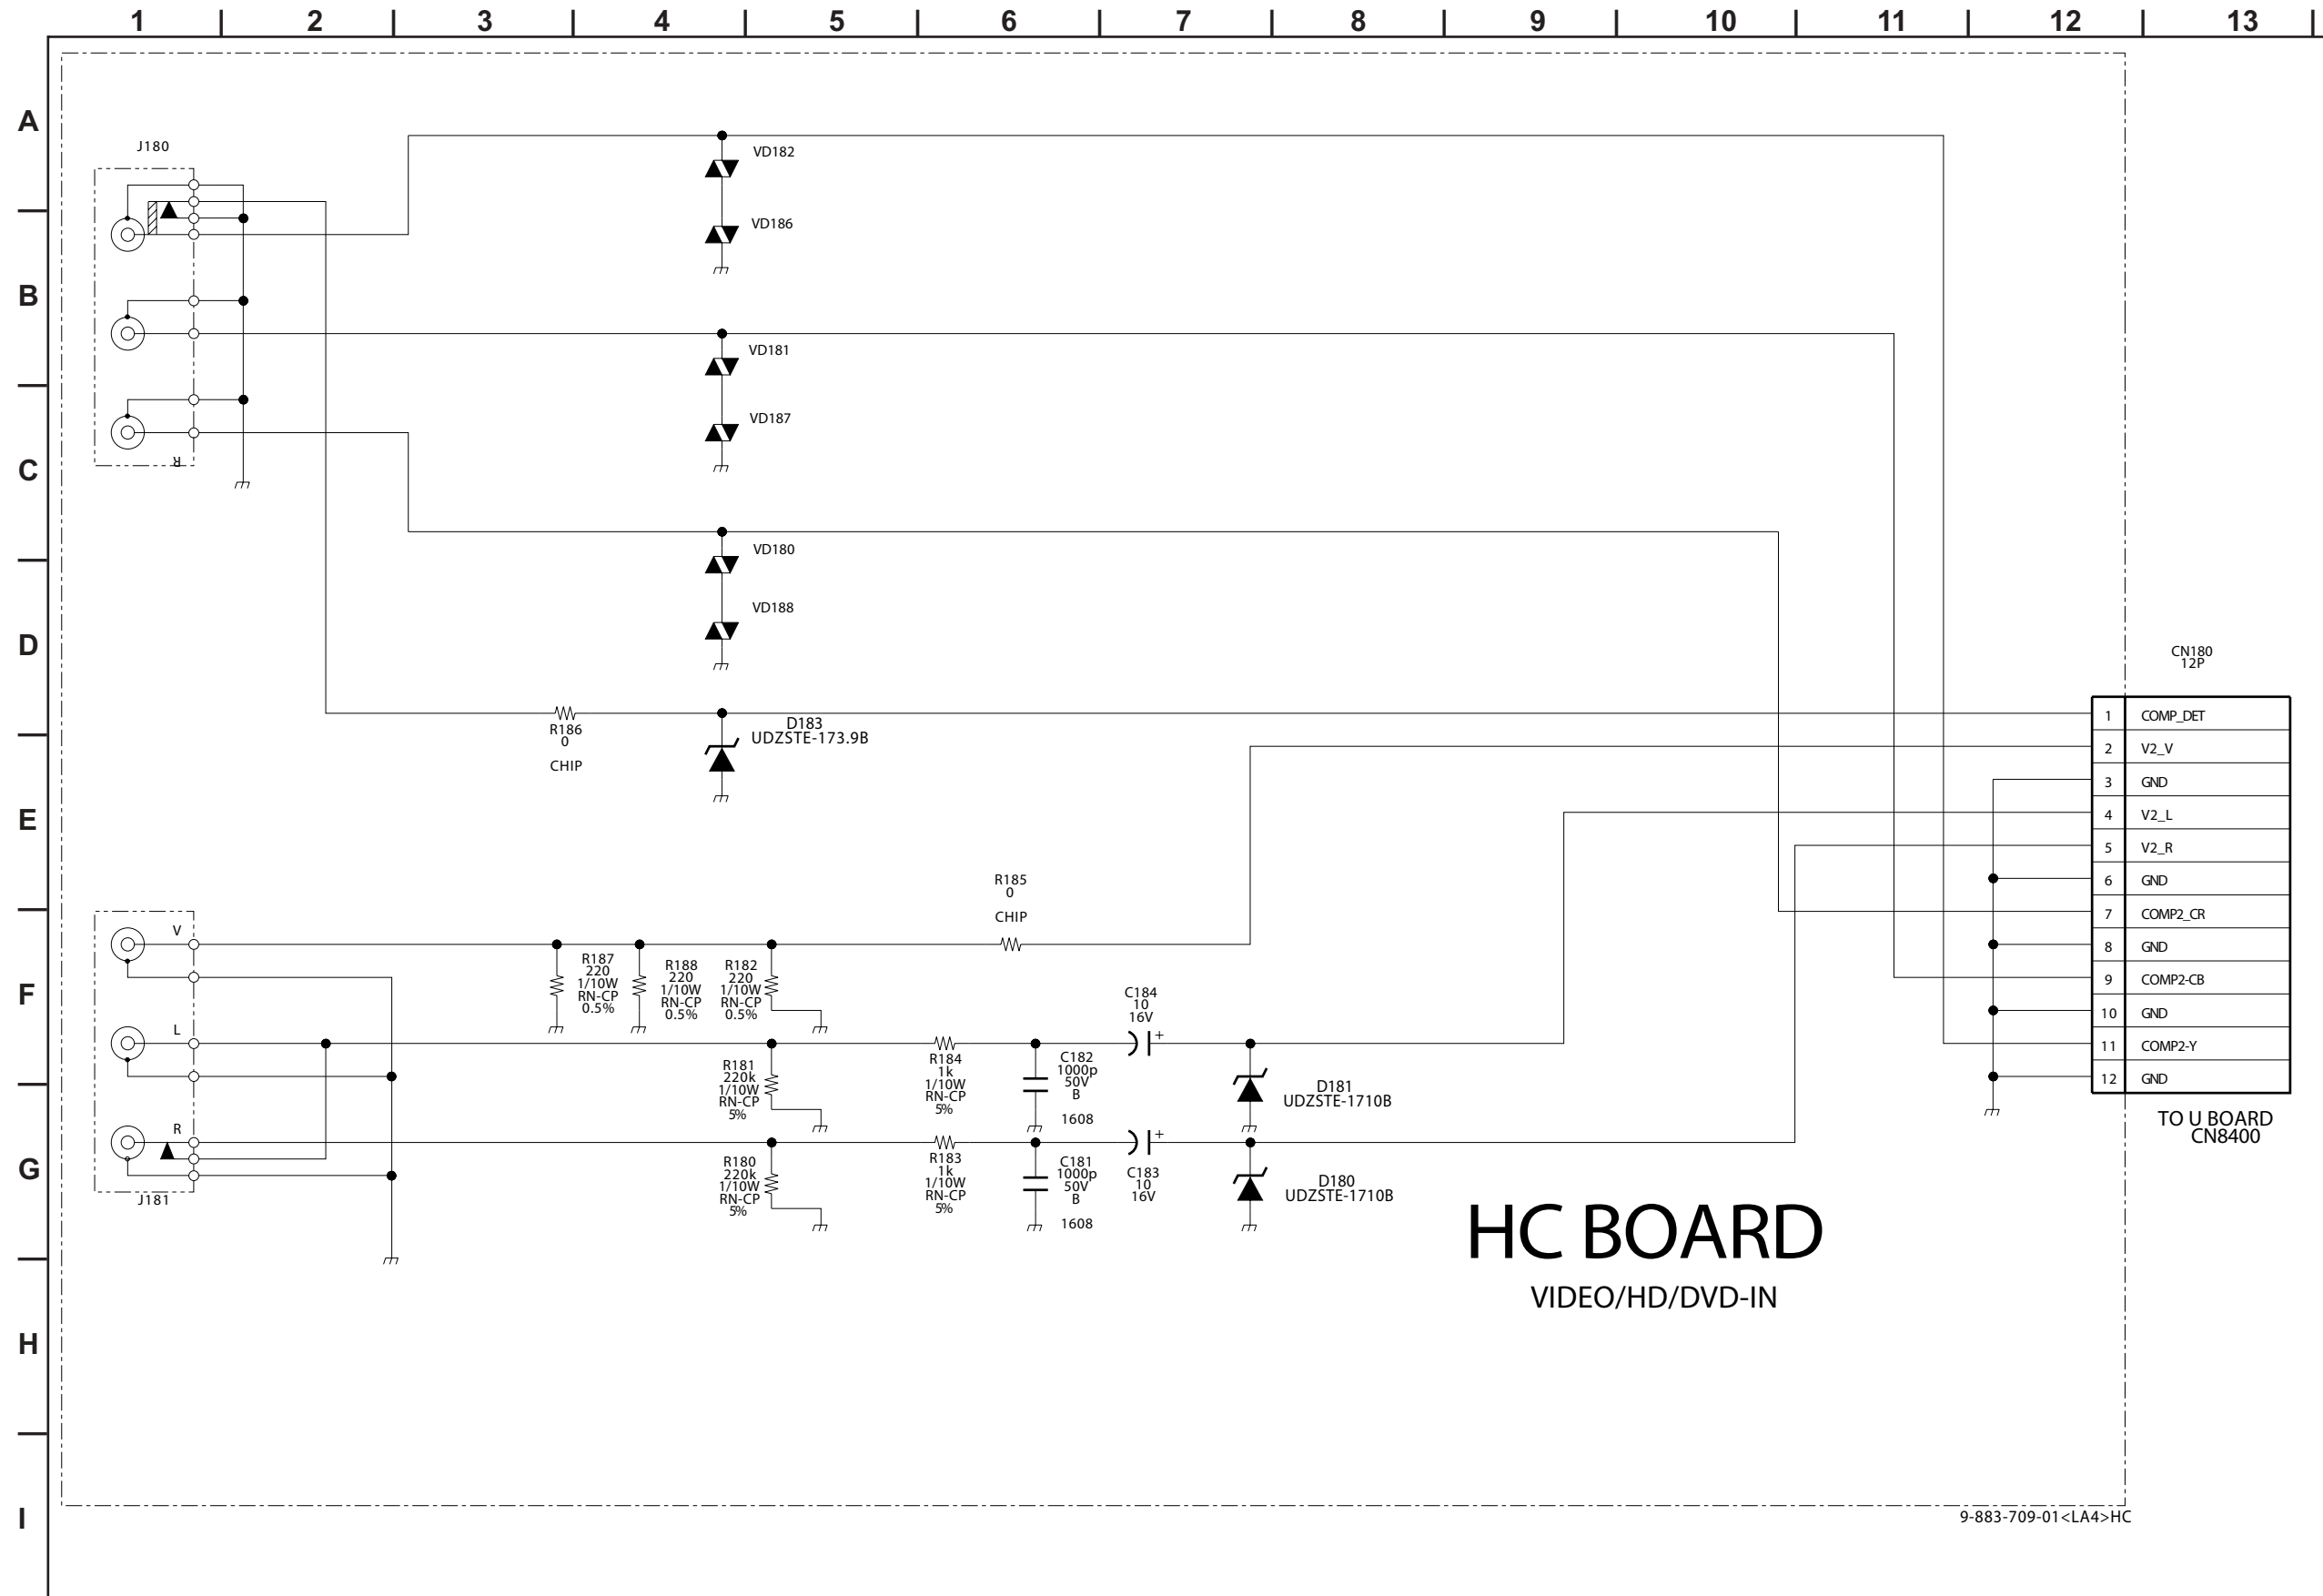 1 2 3 4 5 6 7 8 9 10 11 12 13
A
J180
VD182
VD186
B
VD181
VD187
C
R
VD180
VD188
D
CN180
12P
R186
0
CHIP
D183
UDZSTE-173.9B
1 COMP_DET
2 V2_V
3 GND
4 V2_L
5 V2_R
6 GND
7 COMP2_CR
8 GND
9 COMP2-CB
10 GND
11 COMP2-Y
12 GND
TO U BOARD
CN8400
E
R185
0
CHIP
V
F
R187
220
1/10W
RN-CP
0.5%
R188
220
1/10W
RN-CP
0.5%
R182
220
1/10W
RN-CP
0.5%
C184
10
16V
+
L
R181
220k
1/10W
RN-CP
5%
R184
1k
1/10W
RN-CP
5%
C182
1000p
50V
B
1608
D181
UDZSTE-1710B
R
G
J181
R180
220k
1/10W
RN-CP
5%
R183
1k
1/10W
RN-CP
5%
C181
1000p
50V
B
1608
+
C183
10
16V
D180
UDZSTE-1710B
HC BOARD
VIDEO/HD/DVD-IN
H
I
9-883-709-01<LA4>HC